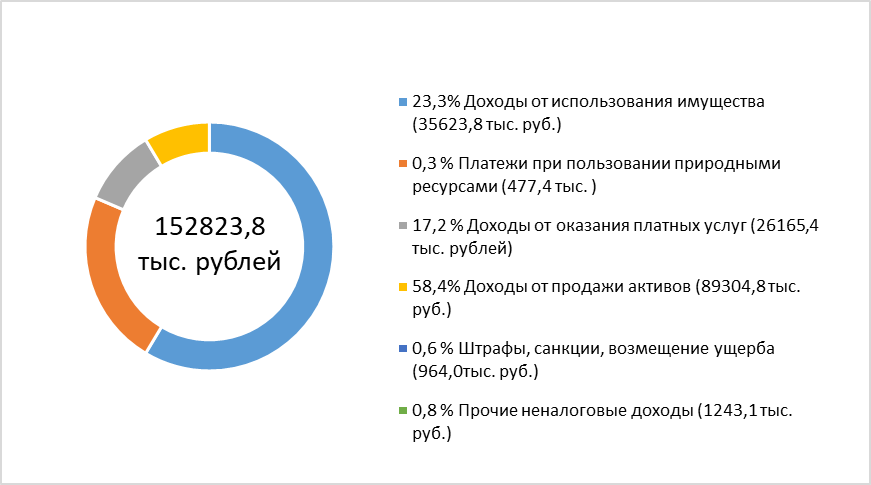 152823,8
тыс. рублей
23,3% Доходы от использования имущества
(35623,8 тыс. руб.)
0,3 % Платежи при пользовании природными
ресурсами (477,4 тыс. )
17,2 % Доходы от оказания платных услуг (26165,4
тыс. рублей)
58,4% Доходы от продажи активов (89304,8 тыс.
руб.)
0,6 % Штрафы, санкции, возмещение ущерба
(964,0тыс. руб.)
0,8 % Прочие неналоговые доходы (1243,1 тыс.
руб.)